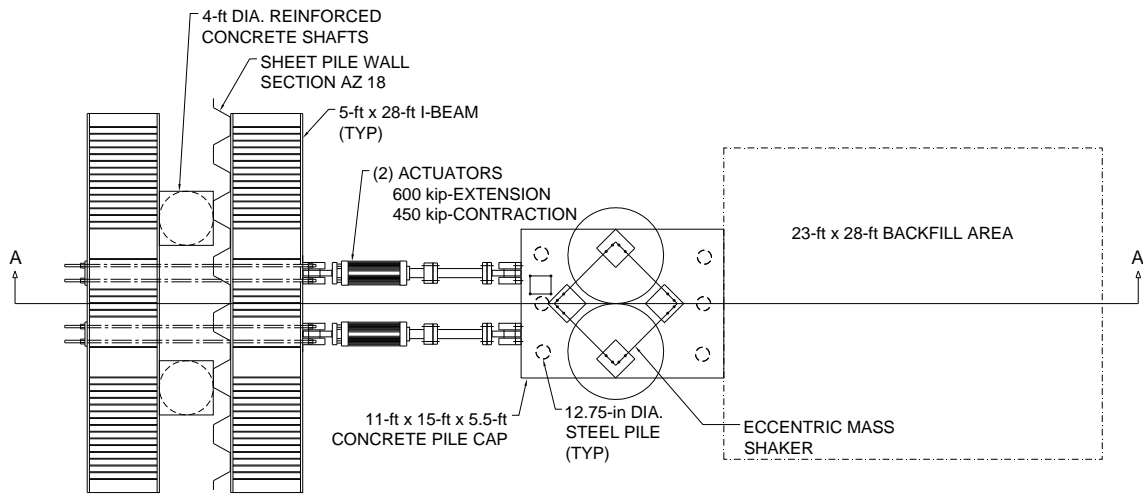 4-ft DIA. REINFORCED
CONCRETE SHAFTS
SHEET PILE WALL
SECTION AZ 18
5-ft x 28-ft I-BEAM
(TYP)
(2) ACTUATORS
600 kip-EXTENSION
450 kip-CONTRACTION
23-ft x 28-ft BACKFILL AREA
A
A
11-ft x 15-ft x 5.5-ft
CONCRETE PILE CAP
12.75-in DIA.
STEEL PILE
(TYP)
ECCENTRIC MASS
SHAKER